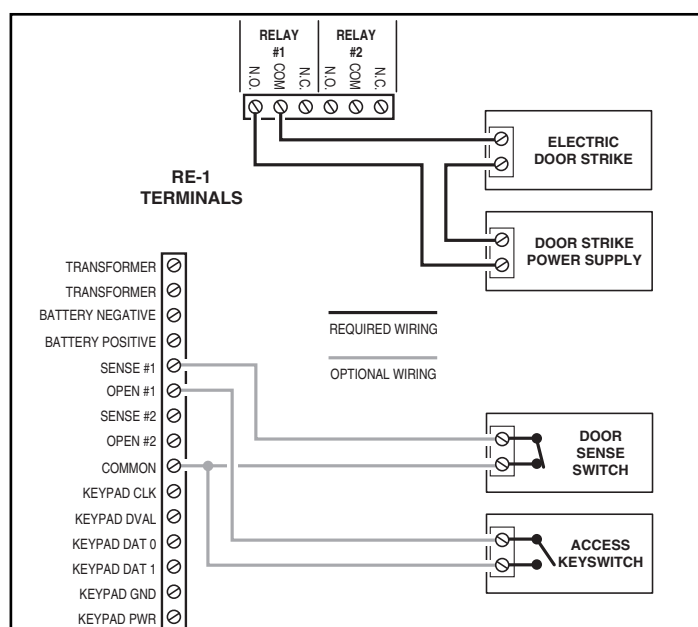 RELAY
#1
RELAY
#2
N.O.
COM
N.C.
N.O.
COM
N.C.
ELECTRIC
DOOR STRIKE
RE-1
TERMINALS
DOOR STRIKE
POWER SUPPLY
TRANSFORMER
TRANSFORMER
BATTERY NEGATIVE
BATTERY POSITIVE
SENSE #1
OPEN #1
SENSE #2
OPEN #2
COMMON
KEYPAD CLK
KEYPAD DVAL
KEYPAD DAT 0
KEYPAD DAT 1
KEYPAD GND
KEYPAD PWR
REQUIRED WIRING
OPTIONAL WIRING
DOOR
SENSE
SWITCH
ACCESS
KEYSWITCH